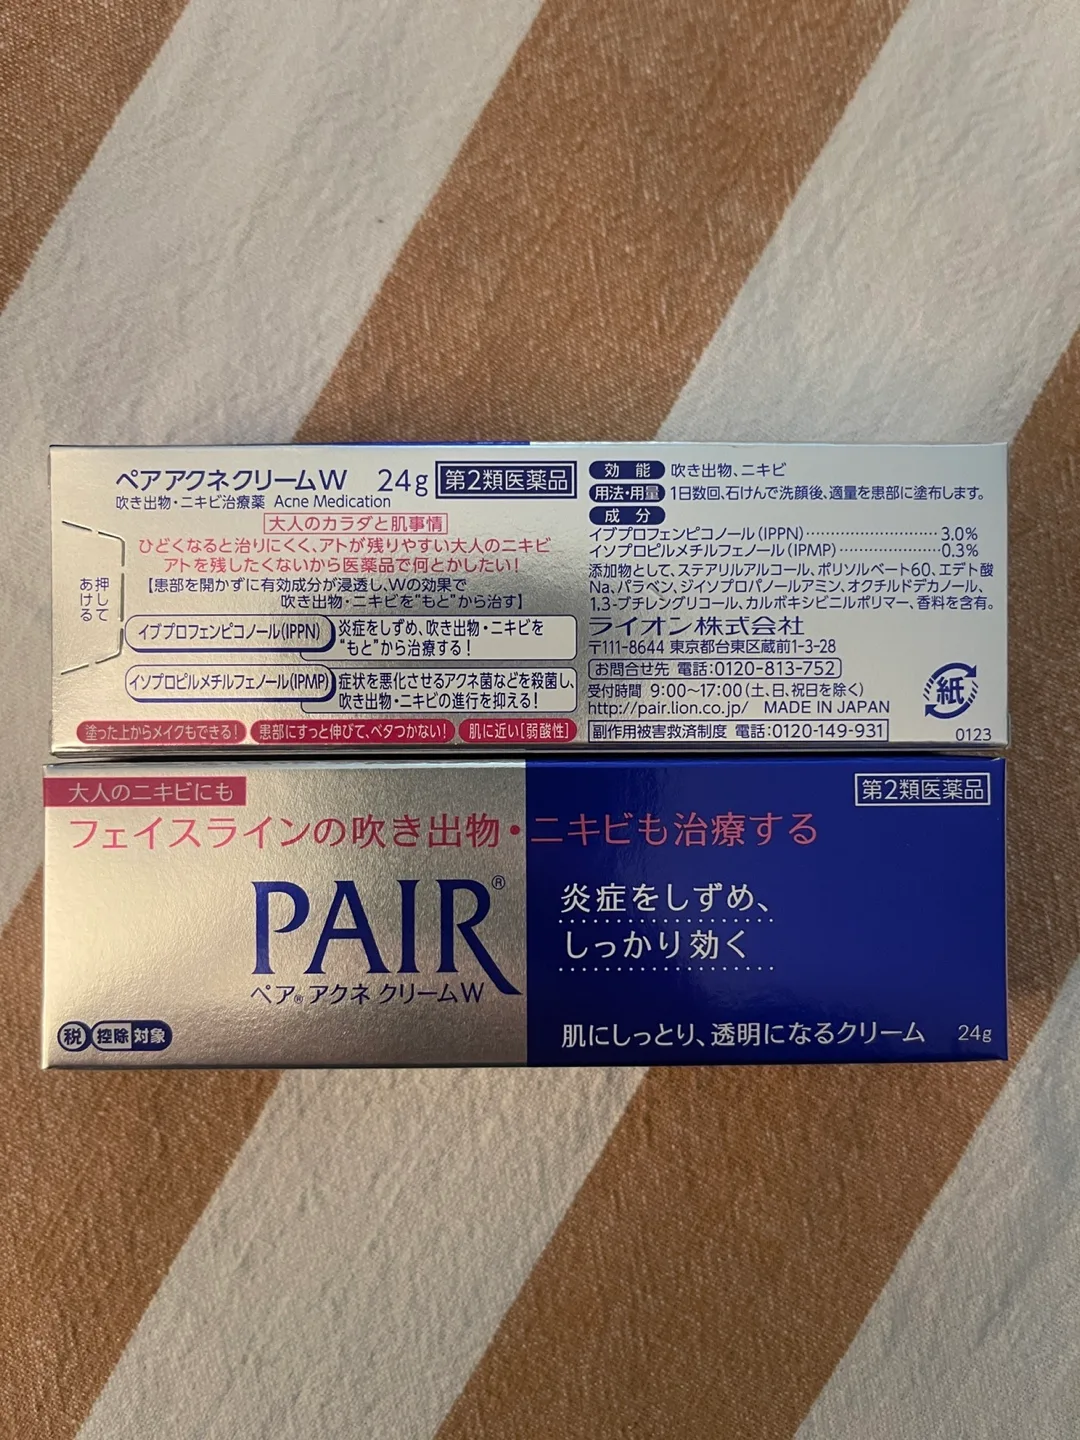 ペアアクネクリームW 24g 第2類医薬品
吹き出物・ニキビ治療薬 Acne Medication
大人のカラダと肌事情
ひどくなると治りにくく、アトが残りやすい大人のニキビ
アトを残したくないから医薬品で何とかしたい!
【患部を開かずに有効成分が浸透し、Wの効果で
吹き出物・ニキビを“もと”から治す】
押して
あける
イブプロフェンピコノール(IPPN)
炎症をしずめ、吹き出物・ニキビを
“もと”から治療する!
イソプロピルメチルフェノール(IPMP)
症状を悪化させるアクネ菌などを殺菌し、
吹き出物・ニキビの進行を抑える!
塗った上からメイクもできる! 患部にすっと伸びて、ベタつかない! 肌に近い[弱酸性]
効能 吹き出物、ニキビ
用法・用量 1日数回、石けんで洗顔後、適量を患部に塗布します。
成分
イブプロフェンピコノール(IPPN)・・・・・・・・・・・・・・・・・・3.0%
イソプロピルメチルフェノール(IPMP)・・・・・・・・・・・・・・0.3%
添加物として、ステアリルアルコール、ポリソルベート60、エデト酸
Na、パラベン、ジイソプロパノールアミン、オクチルドデカノール、
1,3-ブチレングリコール、カルボキシビニルポリマー、香料を含有。
ライオン株式会社
〒111-8644 東京都台東区蔵前1-3-28
お問合せ先 電話:0120-813-752
受付時間 9:00~17:00(土、日、祝日を除く)
http://pair.lion.co.jp/ MADE IN JAPAN
副作用被害救済制度 電話:0120-149-931
紙
0123
大人のニキビにも
第2類医薬品
フェイスラインの吹き出物・ニキビも治療する
PAIR®
ペア®アクネ クリームW
炎症をしずめ、
しっかり効く
税 控除 対象
肌にしっとり、透明になるクリーム 24g